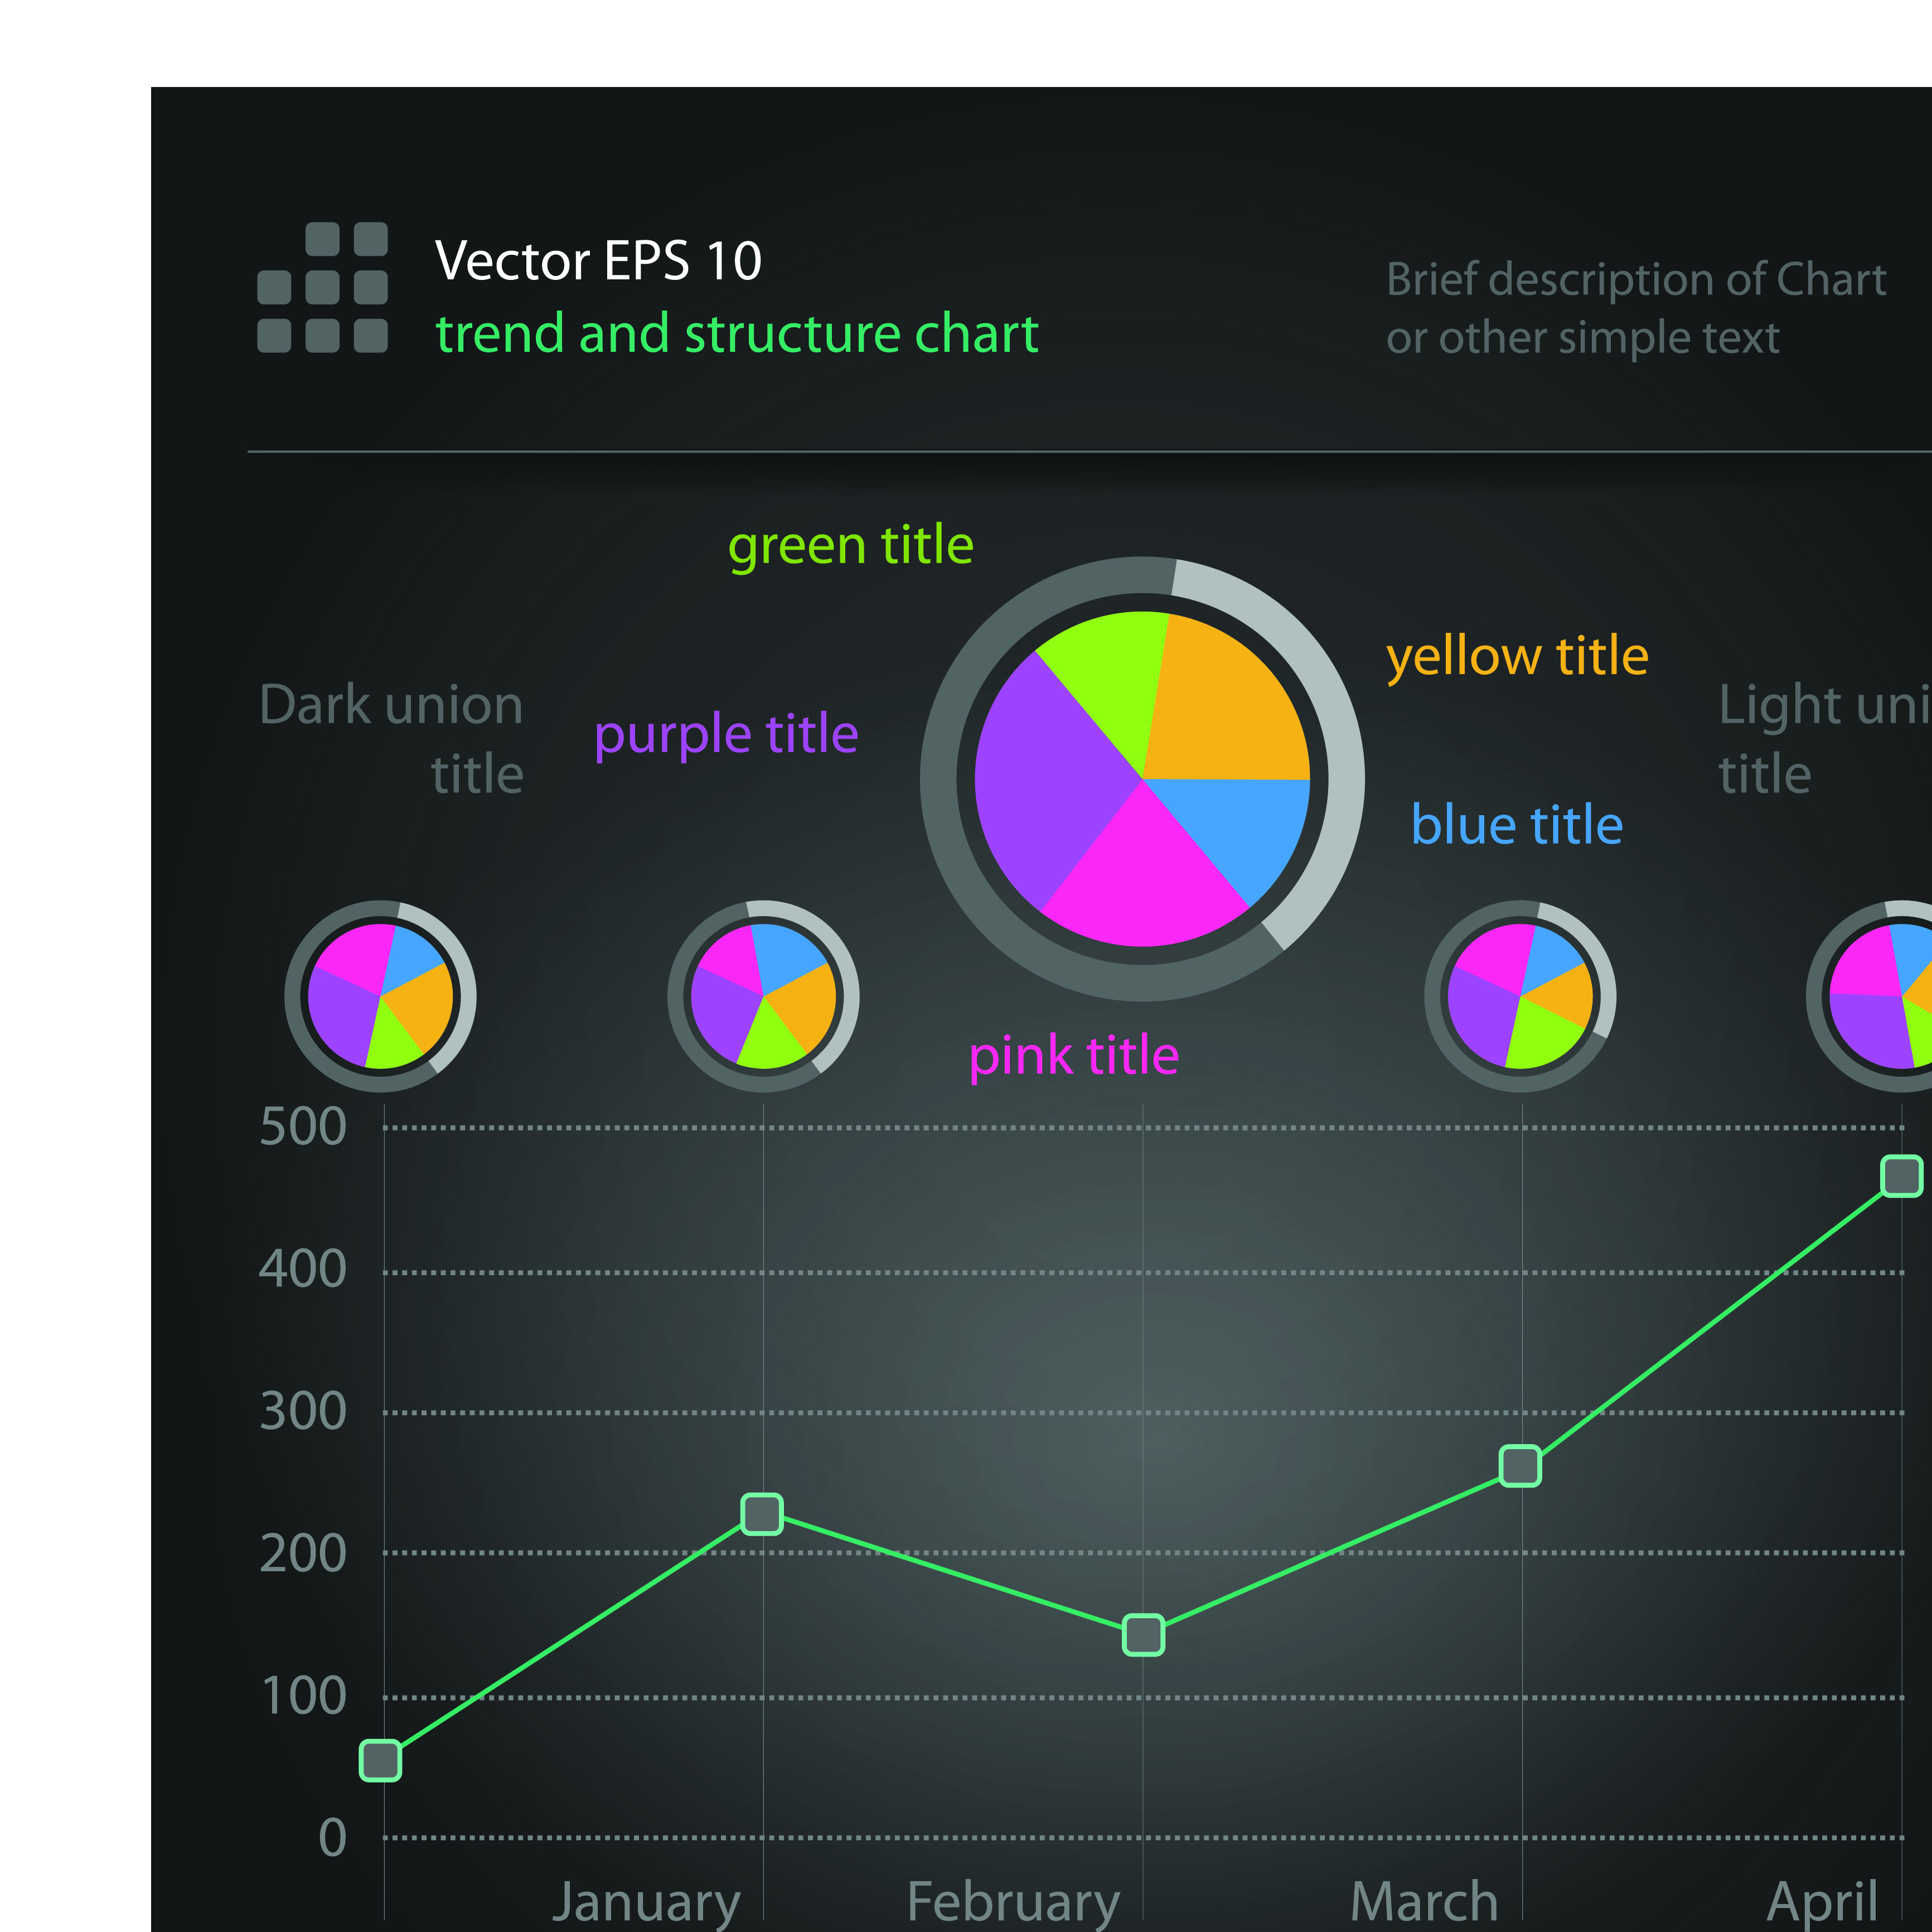 Vector EPS 10
trend and structure chart
Brief description of Chart
or other simple text
green title
yellow title
Dark union
title
purple title
Light uni
title
blue title
pink title
500
400
300
200
100
0
January
February
March
April